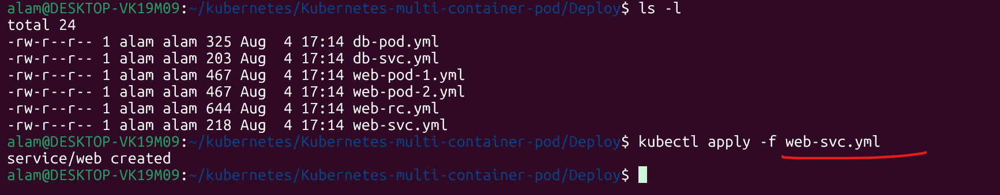 alam@DESKTOP-VK19M09:~/kubernetes/Kubernetes-multi-container-pod/Deploy$ ls -l
total 24
-rw-r--r-- 1 alam alam 325 Aug  4 17:14 db-pod.yml
-rw-r--r-- 1 alam alam 203 Aug  4 17:14 db-svc.yml
-rw-r--r-- 1 alam alam 467 Aug  4 17:14 web-pod-1.yml
-rw-r--r-- 1 alam alam 467 Aug  4 17:14 web-pod-2.yml
-rw-r--r-- 1 alam alam 644 Aug  4 17:14 web-rc.yml
-rw-r--r-- 1 alam alam 218 Aug  4 17:14 web-svc.yml
alam@DESKTOP-VK19M09:~/kubernetes/Kubernetes-multi-container-pod/Deploy$ kubectl apply -f web-svc.yml
service/web created
alam@DESKTOP-VK19M09:~/kubernetes/Kubernetes-multi-container-pod/Deploy$